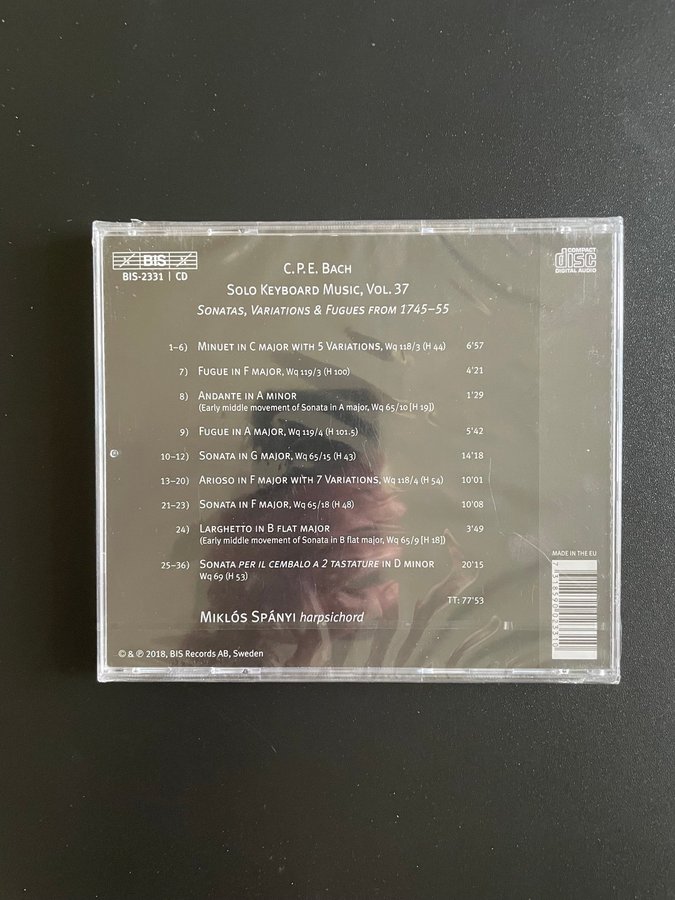 BIS
BIS-2331 | CD
COMPACT
disc
DIGITAL AUDIO
C.P.E. BACH
SOLO KEYBOARD MUSIC, VOL. 37
SONATAS, VARIATIONS & FUGUES FROM 1745–55
1–6) MINUET IN C MAJOR WITH 5 VARIATIONS, Wq 118/3 (H 44) 6'57
7) FUGUE IN F MAJOR, Wq 119/3 (H 100) 4'21
8) ANDANTE IN A MINOR 1'29
(Early middle movement of Sonata in A major, Wq 65/10 [H 19])
9) FUGUE IN A MAJOR, Wq 119/4 (H 101.5) 5'42
10–12) SONATA IN G MAJOR, Wq 65/15 (H 43) 14'18
13–20) ARIOSO IN F MAJOR WITH 7 VARIATIONS, Wq 118/4 (H 54) 10'01
21–23) SONATA IN F MAJOR, Wq 65/18 (H 48) 10'08
24) LARGHETTO IN B FLAT MAJOR 3'49
(Early middle movement of Sonata in B flat major, Wq 65/9 [H 18])
25–36) SONATA PER IL CEMBALO A 2 TASTATURE IN D MINOR 20'15
Wq 69 (H 53)
TT: 77'53
MIKLÓS SPÁNYI harpsichord
MADE IN THE EU
7 318590 023310
© & ℗ 2018, BIS Records AB, Sweden